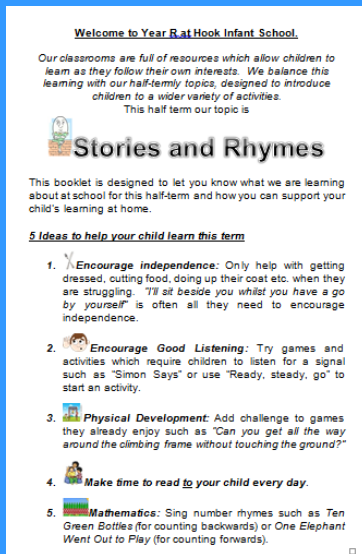 Welcome to Year R at Hook Infant School.
Our classrooms are full of resources which allow children to
learn as they follow their own interests.  We balance this
learning with our half-termly topics, designed to introduce
children to a wider variety of activities.
This half term our topic is
Stories and Rhymes
This booklet is designed to let you know what we are learning
about at school for this half-term and how you can support your
child's learning at home.
5 Ideas to help your child learn this term
1. Encourage independence: Only help with getting
dressed, cutting food, doing up their coat etc. when they
are struggling.  "I'll sit beside you whilst you have a go
by yourself" is often all they need to encourage
independence.
2. Encourage Good Listening: Try games and
activities which require children to listen for a signal
such as "Simon Says" or use "Ready, steady, go" to
start an activity.
3. Physical Development: Add challenge to games
they already enjoy such as "Can you get all the way
around the climbing frame without touching the ground?"
4. Make time to read to your child every day.
5. Mathematics: Sing number rhymes such as Ten
Green Bottles (for counting backwards) or One Elephant
Went Out to Play (for counting forwards).